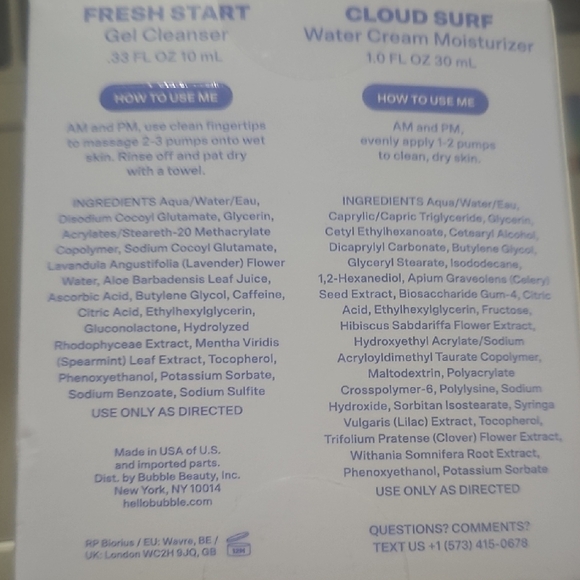 FRESH START
Gel Cleanser
.33 FL OZ 10 mL
HOW TO USE ME
AM and PM, use clean fingertips
to massage 2-3 pumps onto wet
skin. Rinse off and pat dry
with a towel.
INGREDIENTS Aqua/Water/Eau,
Disodium Cocoyl Glutamate, Glycerin,
Acrylates/Steareth-20 Methacrylate
Copolymer, Sodium Cocoyl Glutamate,
Lavandula Angustifolia (Lavender) Flower
Water, Aloe Barbadensis Leaf Juice,
Ascorbic Acid, Butylene Glycol, Caffeine,
Citric Acid, Ethylhexylglycerin,
Gluconolactone, Hydrolyzed
Rhodophyceae Extract, Mentha Viridis
(Spearmint) Leaf Extract, Tocopherol,
Phenoxyethanol, Potassium Sorbate,
Sodium Benzoate, Sodium Sulfite
USE ONLY AS DIRECTED
Made in USA of U.S.
and imported parts.
Dist. by Bubble Beauty, Inc.
New York, NY 10014
hellobubble.com
RP Biorius / EU: Wavre, BE /
UK: London WC2H 9JQ, GB
CLOUD SURF
Water Cream Moisturizer
1.0 FL OZ 30 mL
HOW TO USE ME
AM and PM,
evenly apply 1-2 pumps
to clean, dry skin.
INGREDIENTS Aqua/Water/Eau,
Caprylic/Capric Triglyceride, Glycerin,
Cetyl Ethylhexanoate, Cetearyl Alcohol,
Dicaprylyl Carbonate, Butylene Glycol,
Glyceryl Stearate, Isododecane,
1,2-Hexanediol, Apium Graveolens (Celery)
Seed Extract, Biosaccharide Gum-4, Citric
Acid, Ethylhexylglycerin, Fructose,
Hibiscus Sabdariffa Flower Extract,
Hydroxyethyl Acrylate/Sodium
Acryloyldimethyl Taurate Copolymer,
Maltodextrin, Polyacrylate
Crosspolymer-6, Polylysine, Sodium
Hydroxide, Sorbitan Isostearate, Syringa
Vulgaris (Lilac) Extract, Tocopherol,
Trifolium Pratense (Clover) Flower Extract,
Withania Somnifera Root Extract,
Phenoxyethanol, Potassium Sorbate
USE ONLY AS DIRECTED
QUESTIONS? COMMENTS?
TEXT US +1 (573) 415-0678